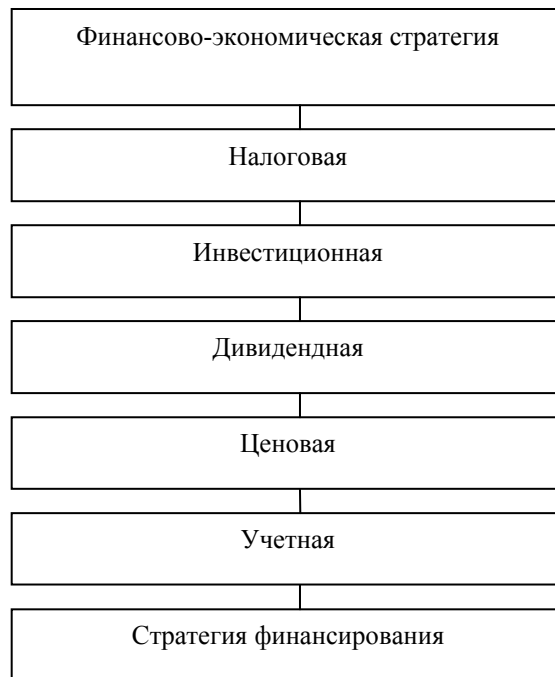 Финансово-экономическая стратегия
Налоговая
Инвестиционная
Дивидендная
Ценовая
Учетная
Стратегия финансирования